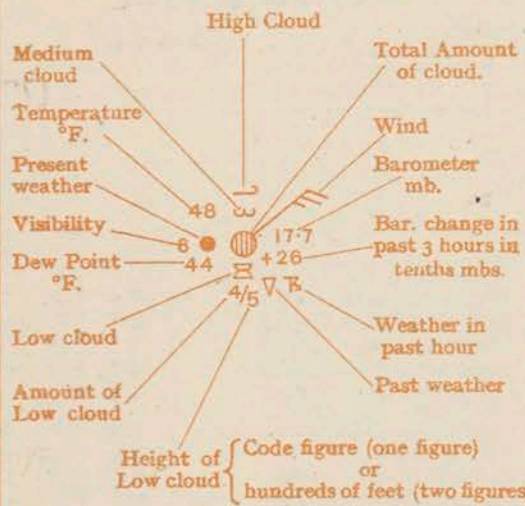 High Cloud
Medium
cloud
Total Amount
of cloud.
Temperature
°F.
Wind
Present
weather
Barometer
mb.
48
Visibility
6
17·7
Bar. change in
past 3 hours in
tenths mbs.
+26
Dew Point
°F.
44
4/5
Low cloud
Weather in
past hour
Amount of
Low cloud
Past weather
Height of
Low cloud
Code figure (one figure)
or
hundreds of feet (two figures